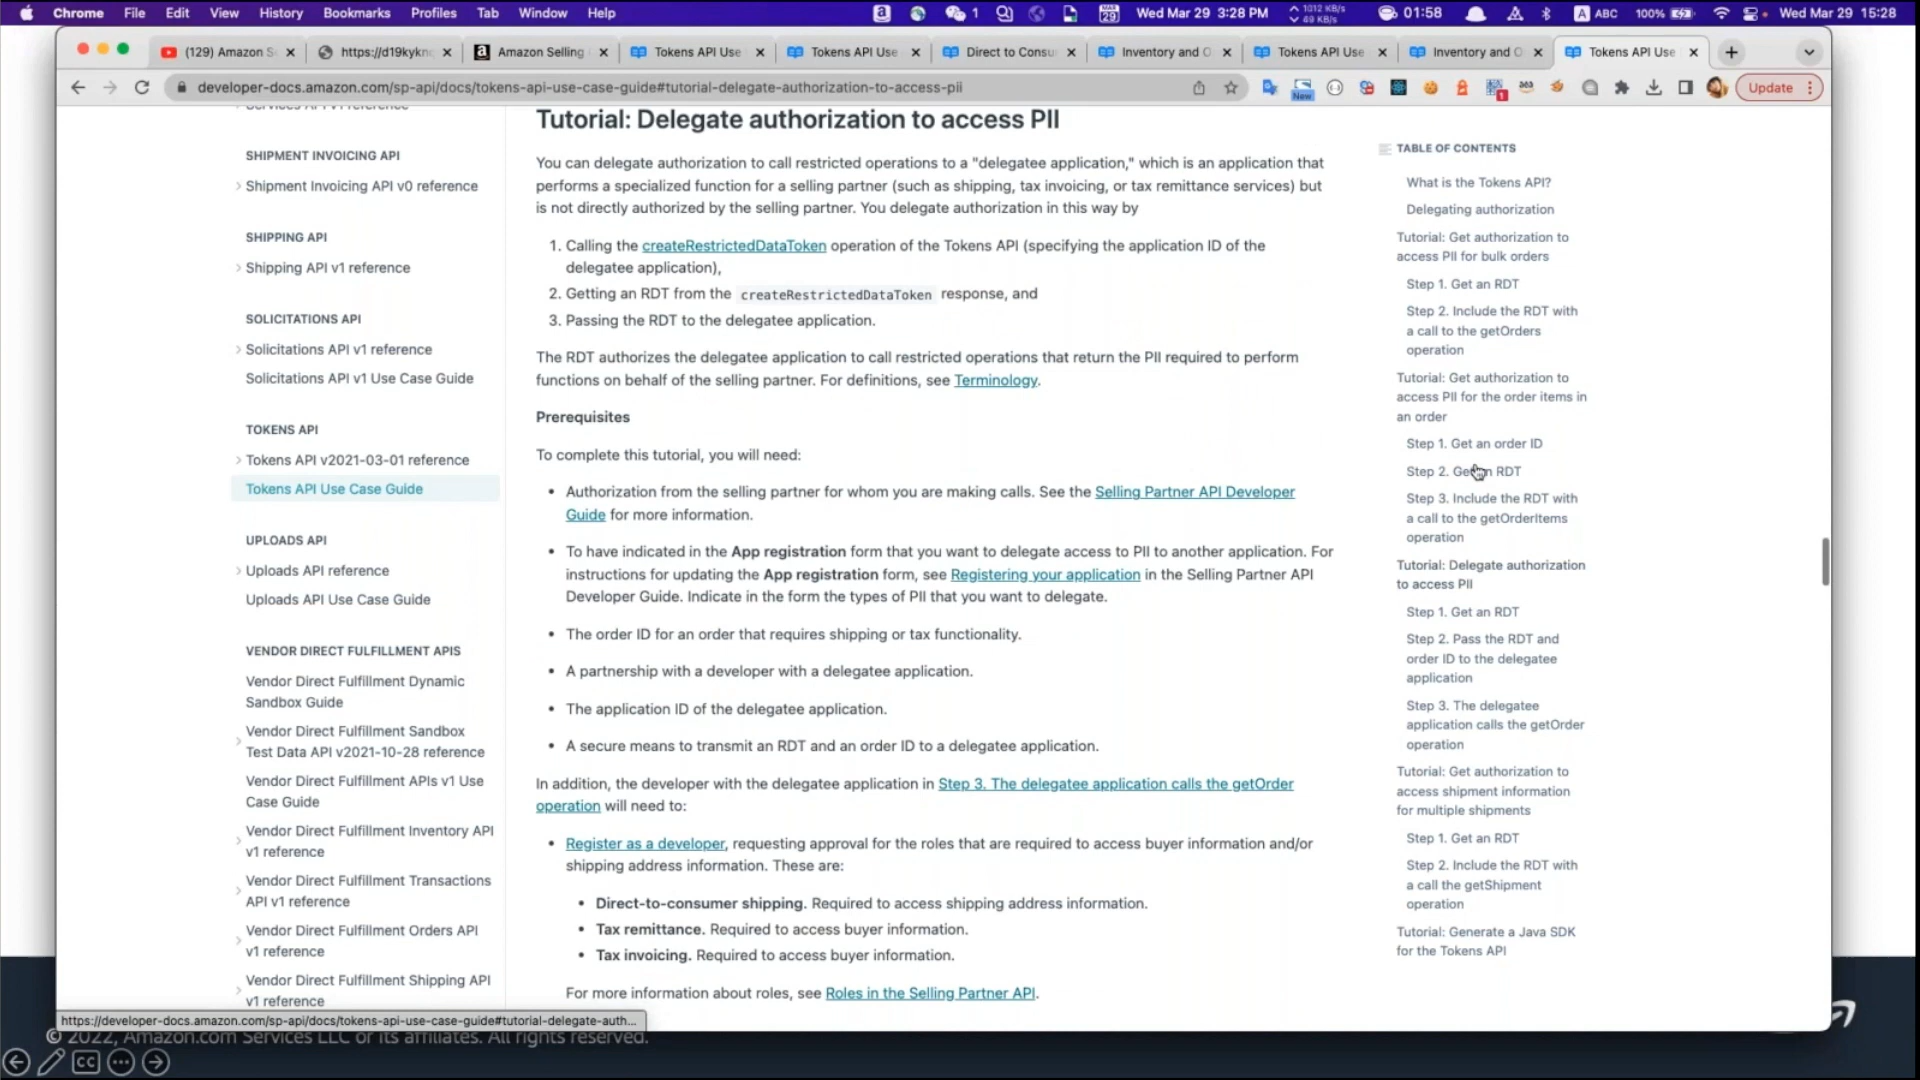 Chrome File Edit View History Bookmarks Profiles Tab Window Help
1 29 Wed Mar 29 3:28 PM 1012 KB/s 49 KB/s 01:58 A ABC 100% Wed Mar 29 15:28
(129) Amazon S
https://d19kykn
Amazon Selling
Tokens API Use
Tokens API Use
Direct to Consu
Inventory and O
Tokens API Use
Inventory and O
Tokens API Use
developer-docs.amazon.com/sp-api/docs/tokens-api-use-case-guide#tutorial-delegate-authorization-to-access-pii
New
1
Update
Services API v1 reference
SHIPMENT INVOICING API
Shipment Invoicing API v0 reference
SHIPPING API
Shipping API v1 reference
SOLICITATIONS API
Solicitations API v1 reference
Solicitations API v1 Use Case Guide
TOKENS API
Tokens API v2021-03-01 reference
Tokens API Use Case Guide
UPLOADS API
Uploads API reference
Uploads API Use Case Guide
VENDOR DIRECT FULFILLMENT APIS
Vendor Direct Fulfillment Dynamic
Sandbox Guide
Vendor Direct Fulfillment Sandbox
Test Data API v2021-10-28 reference
Vendor Direct Fulfillment APIs v1 Use
Case Guide
Vendor Direct Fulfillment Inventory API
v1 reference
Vendor Direct Fulfillment Transactions
API v1 reference
Vendor Direct Fulfillment Orders API
v1 reference
Vendor Direct Fulfillment Shipping API
v1 reference
Tutorial: Delegate authorization to access PII
You can delegate authorization to call restricted operations to a "delegatee application," which is an application that
performs a specialized function for a selling partner (such as shipping, tax invoicing, or tax remittance services) but
is not directly authorized by the selling partner. You delegate authorization in this way by
1. Calling the createRestrictedDataToken operation of the Tokens API (specifying the application ID of the
delegatee application),
2. Getting an RDT from the createRestrictedDataToken response, and
3. Passing the RDT to the delegatee application.
The RDT authorizes the delegatee application to call restricted operations that return the PII required to perform
functions on behalf of the selling partner. For definitions, see Terminology.
Prerequisites
To complete this tutorial, you will need:
• Authorization from the selling partner for whom you are making calls. See the Selling Partner API Developer
Guide for more information.
• To have indicated in the App registration form that you want to delegate access to PII to another application. For
instructions for updating the App registration form, see Registering your application in the Selling Partner API
Developer Guide. Indicate in the form the types of PII that you want to delegate.
• The order ID for an order that requires shipping or tax functionality.
• A partnership with a developer with a delegatee application.
• The application ID of the delegatee application.
• A secure means to transmit an RDT and an order ID to a delegatee application.
In addition, the developer with the delegatee application in Step 3. The delegatee application calls the getOrder
operation will need to:
• Register as a developer, requesting approval for the roles that are required to access buyer information and/or
shipping address information. These are:
• Direct-to-consumer shipping. Required to access shipping address information.
• Tax remittance. Required to access buyer information.
• Tax invoicing. Required to access buyer information.
For more information about roles, see Roles in the Selling Partner API.
TABLE OF CONTENTS
What is the Tokens API?
Delegating authorization
Tutorial: Get authorization to
access PII for bulk orders
Step 1. Get an RDT
Step 2. Include the RDT with
a call to the getOrders
operation
Tutorial: Get authorization to
access PII for the order items in
an order
Step 1. Get an order ID
Step 2. Get an RDT
Step 3. Include the RDT with
a call to the getOrderItems
operation
Tutorial: Delegate authorization
to access PII
Step 1. Get an RDT
Step 2. Pass the RDT and
order ID to the delegatee
application
Step 3. The delegatee
application calls the getOrder
operation
Tutorial: Get authorization to
access shipment information
for multiple shipments
Step 1. Get an RDT
Step 2. Include the RDT with
a call the getShipment
operation
Tutorial: Generate a Java SDK
for the Tokens API
https://developer-docs.amazon.com/sp-api/docs/tokens-api-use-case-guide#tutorial-delegate-auth...
© 2022, Amazon.com Services LLC or its affiliates. All rights reserved.
CC